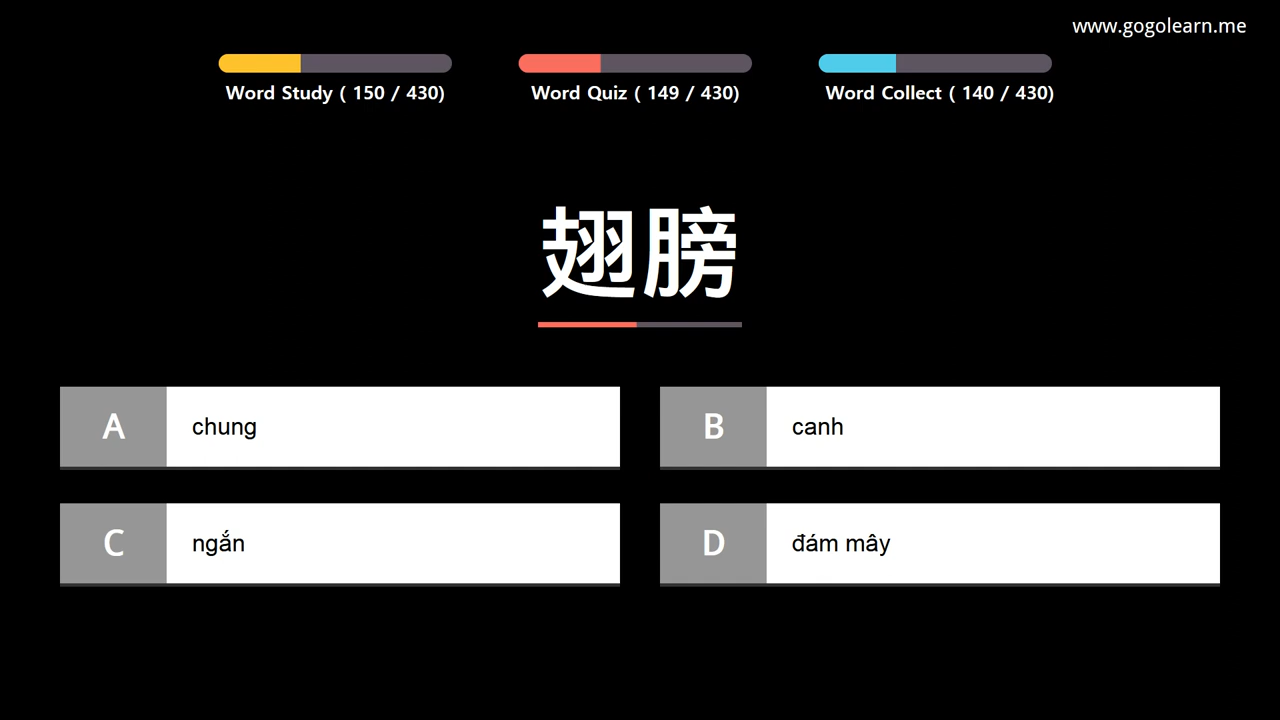 www.gogolearn.me
Word Study ( 150 / 430)
Word Quiz ( 149 / 430)
Word Collect ( 140 / 430)
翅膀
A chung
B canh
C ngắn
D đám mây